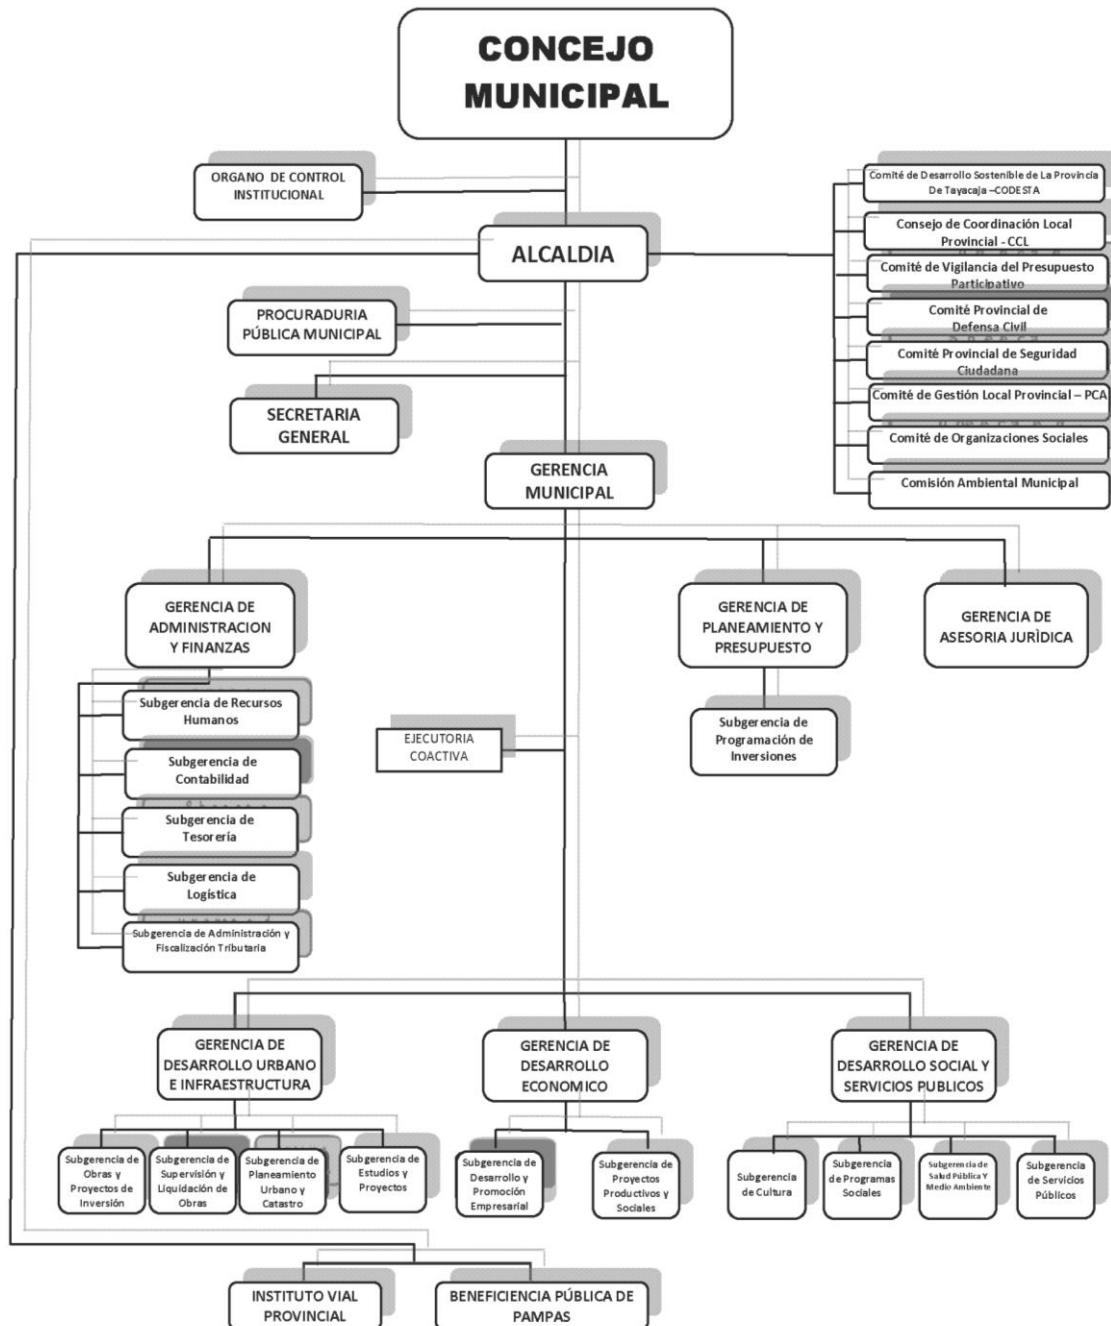 CONCEJO
MUNICIPAL
ORGANO DE CONTROL
INSTITUCIONAL
Comité de Desarrollo Sostenible de La Provincia
De Tayacaja –CODESTA
Consejo de Coordinación Local
Provincial - CCL
ALCALDIA
Comité de Vigilancia del Presupuesto
Participativo
PROCURADURIA
PÚBLICA MUNICIPAL
Comité Provincial de
Defensa Civil
Comité Provincial de Seguridad
Ciudadana
Comité de Gestión Local Provincial – PCA
SECRETARIA
GENERAL
Comité de Organizaciones Sociales
GERENCIA
MUNICIPAL
Comisión Ambiental Municipal
GERENCIA DE
ADMINISTRACION
Y FINANZAS
GERENCIA DE
PLANEAMIENTO Y
PRESUPUESTO
GERENCIA DE
ASESORIA JURÌDICA
Subgerencia de Recursos
Humanos
Subgerencia de
Programación de
Inversiones
EJECUTORIA
COACTIVA
Subgerencia de
Contabilidad
Subgerencia de
Tesorería
Subgerencia de
Logística
Subgerencia de Administración y
Fiscalización Tributaria
GERENCIA DE
DESARROLLO URBANO
E INFRAESTRUCTURA
GERENCIA DE
DESARROLLO
ECONOMICO
GERENCIA DE
DESARROLLO SOCIAL Y
SERVICIOS PUBLICOS
Subgerencia de
Obras y
Proyectos de
Inversión
Subgerencia de
Supervisión y
Liquidación de
Obras
Subgerencia de
Planeamiento
Urbano y
Catastro
Subgerencia de
Estudios y
Proyectos
Subgerencia de
Desarrollo y
Promoción
Empresarial
Subgerencia de
Proyectos
Productivos y
Sociales
Subgerencia
de Cultura
Subgerencia
de Programas
Sociales
Subgerencia de
Salud Pública Y
Medio Ambiente
Subgerencia
de Servicios
Públicos
INSTITUTO VIAL
PROVINCIAL
BENEFICIENCIA PÚBLICA DE
PAMPAS